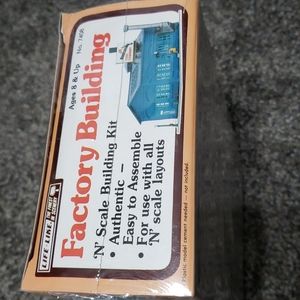 Ages 8 & Up
No. 7458
Factory Building
'N' Scale Building Kit
• Authentic —
Easy to Assemble
• For use with all
'N' scale layouts
LIFE-LIKE
Plastic model cement needed — not included.